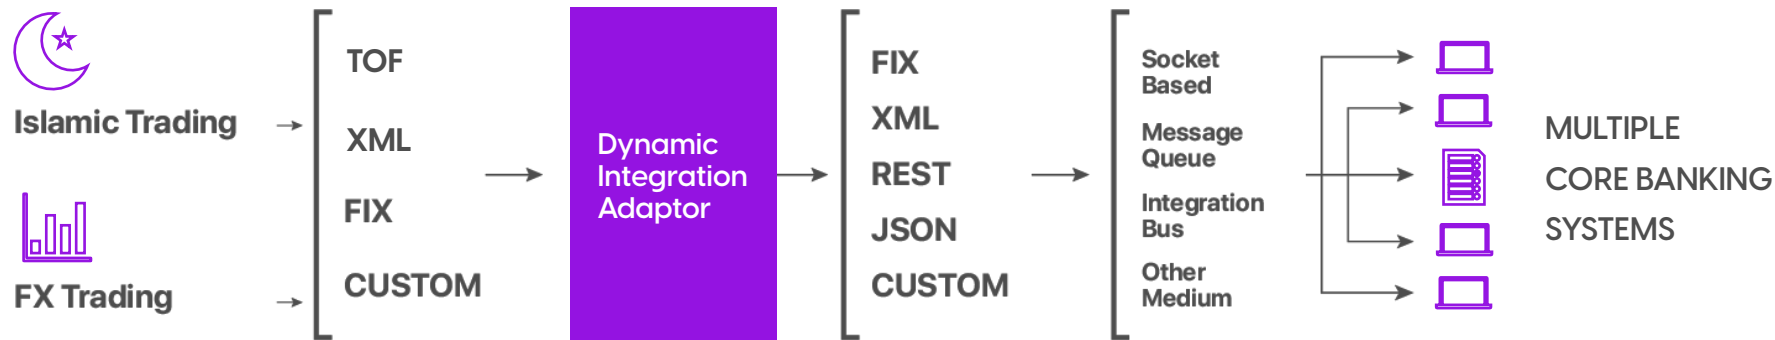 Islamic Trading
FX Trading
TOF
XML
FIX
CUSTOM
Dynamic
Integration
Adaptor
FIX
XML
REST
JSON
CUSTOM
Socket
Based
Message
Queue
Integration
Bus
Other
Medium
MULTIPLE
CORE BANKING
SYSTEMS